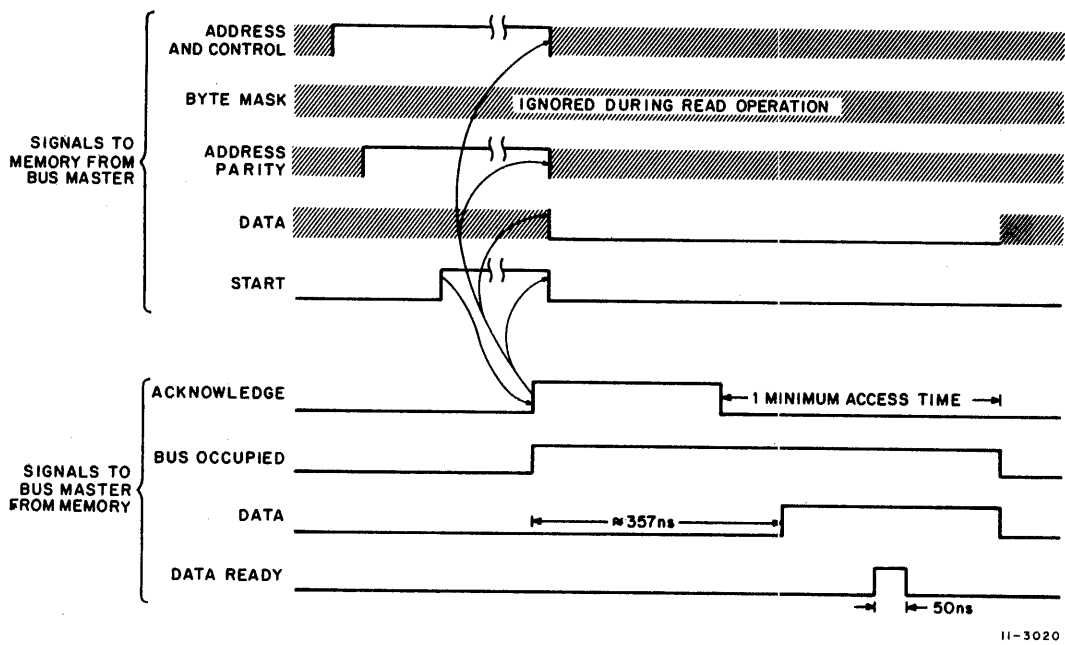 ADDRESS
AND CONTROL
BYTE MASK
IGNORED DURING READ OPERATION
SIGNALS TO
MEMORY FROM
BUS MASTER
ADDRESS
PARITY
DATA
START
ACKNOWLEDGE
1 MINIMUM ACCESS TIME
BUS OCCUPIED
SIGNALS TO
BUS MASTER
FROM MEMORY
DATA
≈357ns
DATA READY
50ns
11-3020